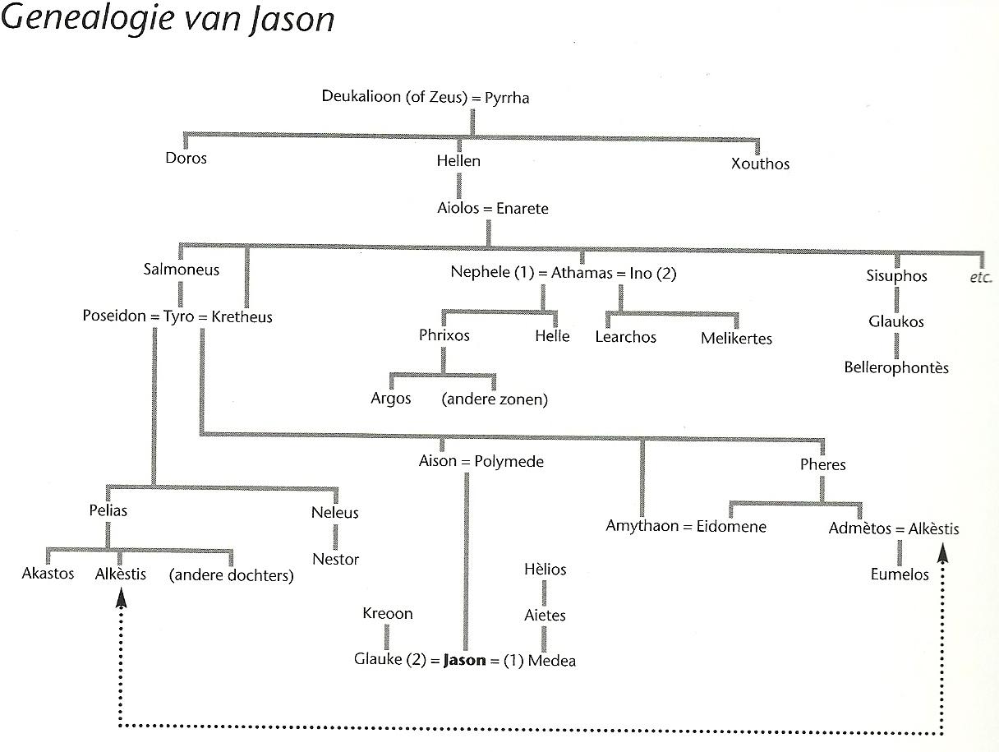 Genealogie van Jason
Deukalioon (of Zeus) = Pyrrha
Doros
Hellen
Xouthos
Aiolos = Enarete
Salmoneus
Nephele (1) = Athamas = Ino (2)
Sisuphos
etc.
Poseidon = Tyro = Kretheus
Glaukos
Phrixos
Helle
Learchos
Melikertes
Bellerophontès
Argos
(andere zonen)
Aison = Polymede
Pheres
Pelias
Neleus
Amythaon = Eidomene
Admètos = Alkèstis
Nestor
Akastos
Alkèstis
(andere dochters)
Hèlios
Eumelos
Kreoon
Aietes
Glauke (2) = Jason = (1) Medea